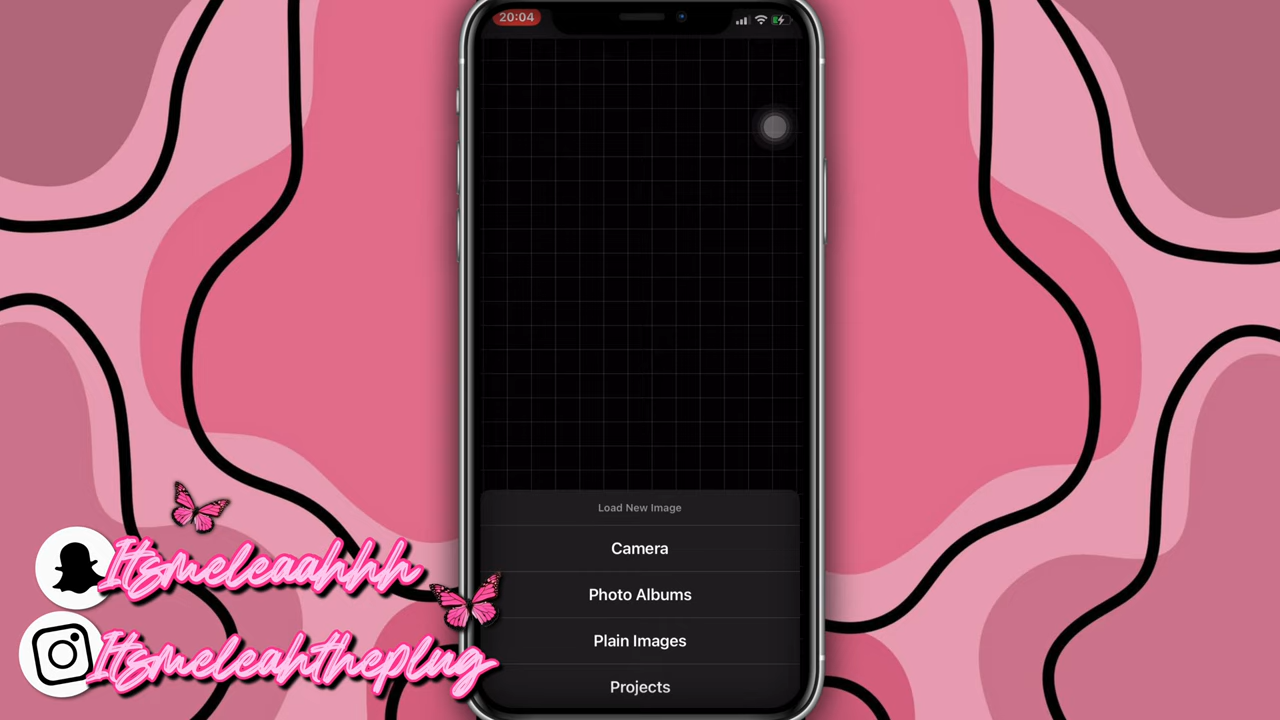 20:04
Load New Image
Camera
Photo Albums
Plain Images
Projects
Itsmeleaahhh
Itsmeleahtheplug